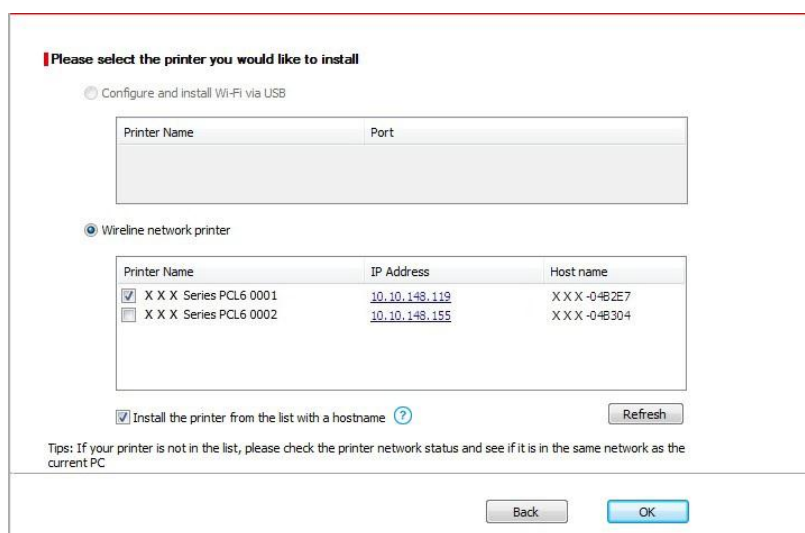 Please select the printer you would like to install
Configure and install Wi-Fi via USB
Printer Name Port
Wireline network printer
Printer Name IP Address Host name
X X X Series PCL6 0001 10.10.148.119 X X X -04B2E7
X X X Series PCL6 0002 10.10.148.155 X X X -04B304
Install the printer from the list with a hostname ? Refresh
Tips: If your printer is not in the list, please check the printer network status and see if it is in the same network as the
current PC
Back OK